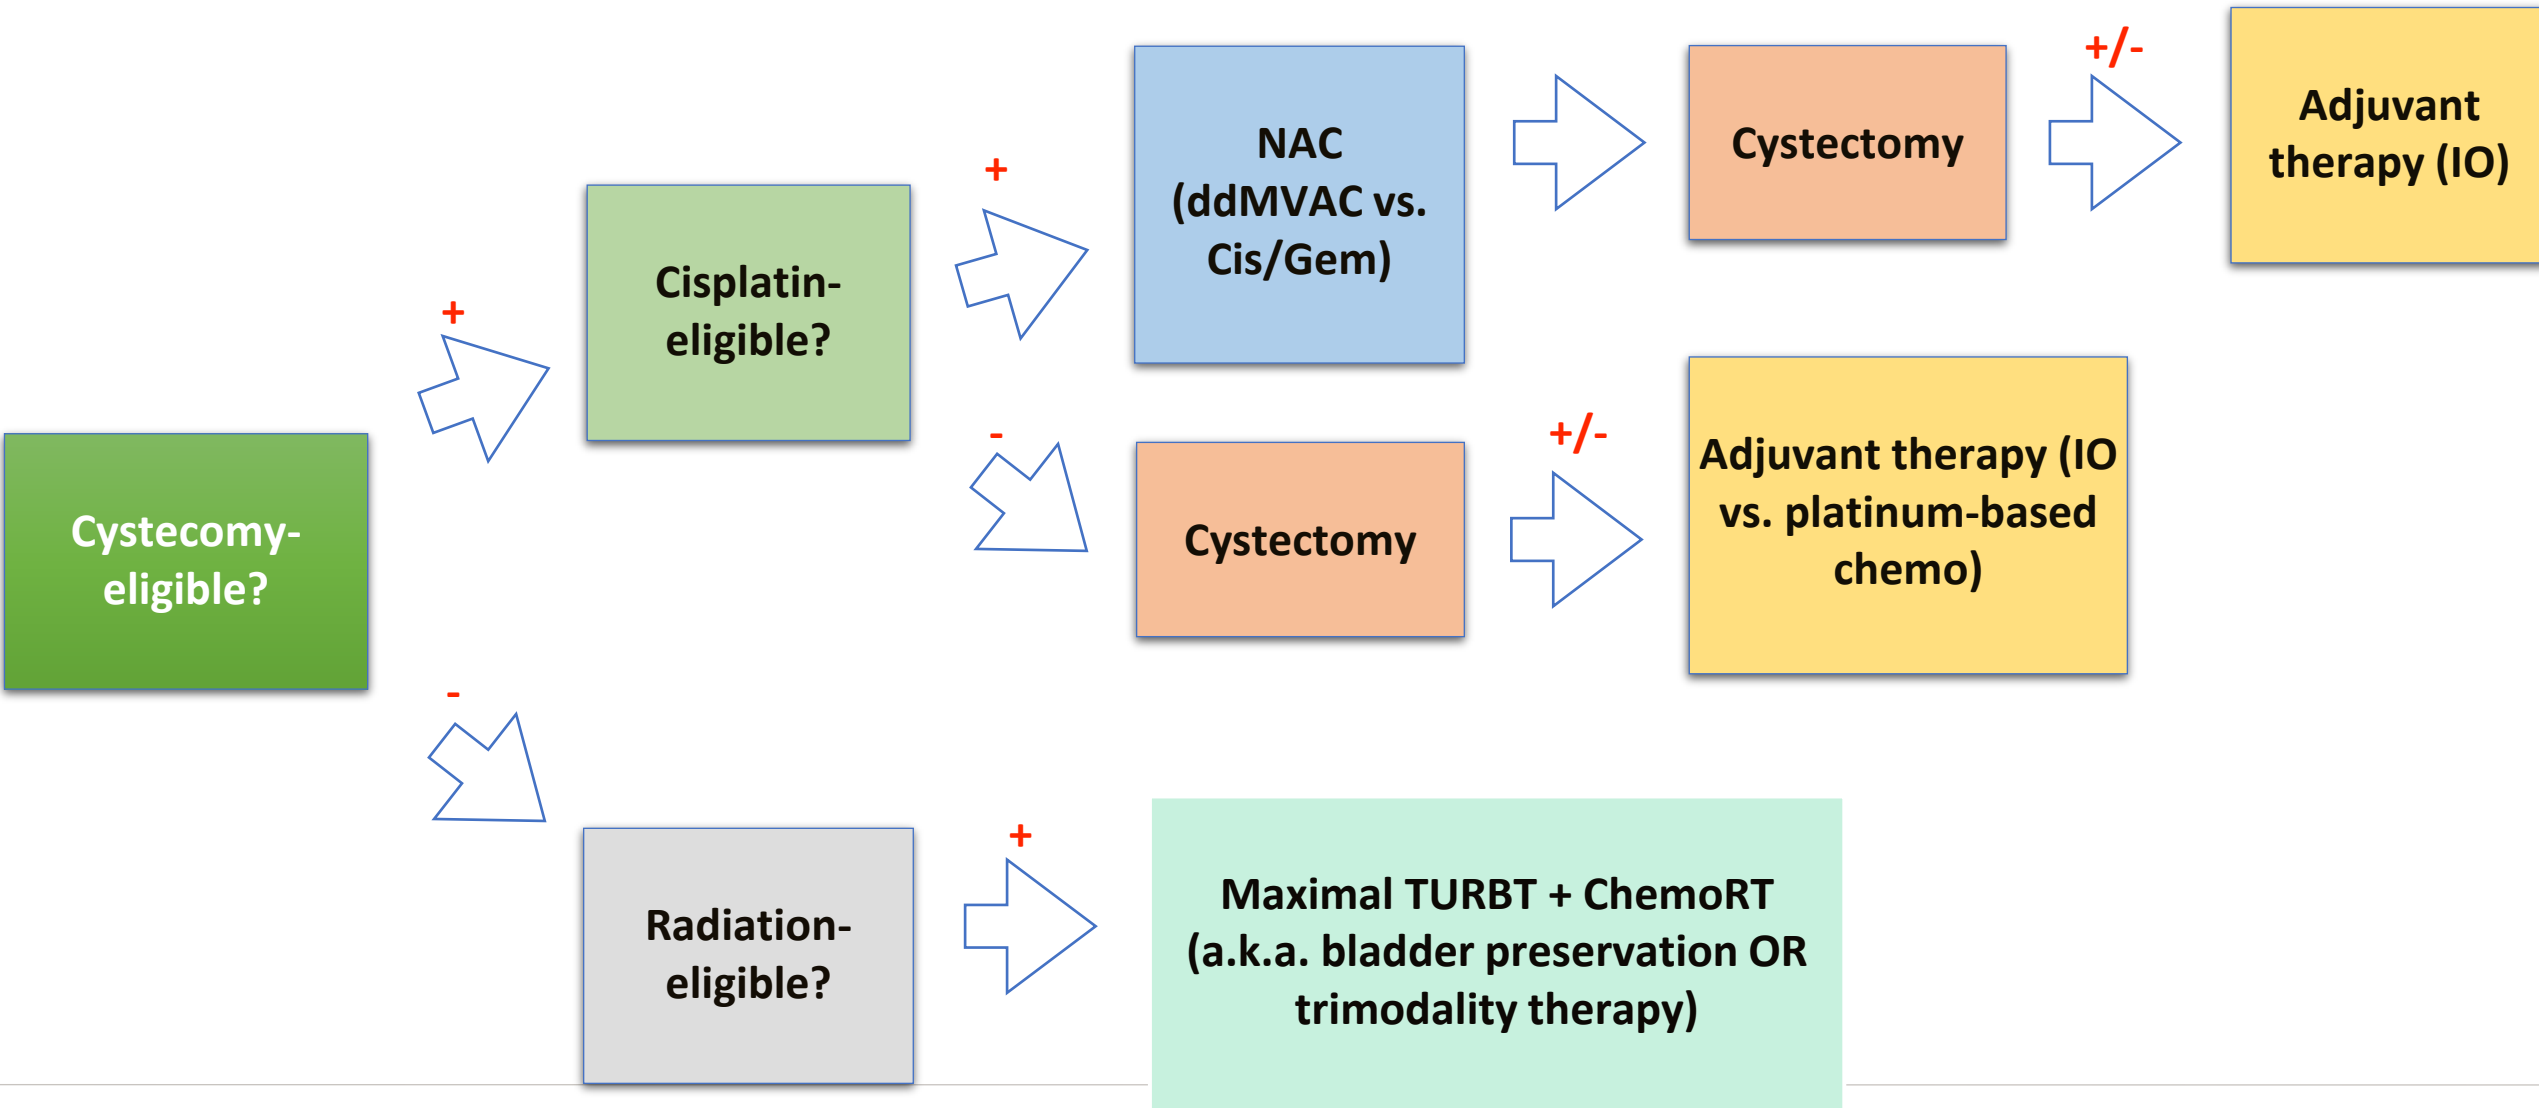 Cystecomy-
eligible?
+
Cisplatin-
eligible?
+
NAC
(ddMVAC vs.
Cis/Gem)
Cystectomy
+/-
Adjuvant
therapy (IO)
-
Cystectomy
+/-
Adjuvant therapy (IO
vs. platinum-based
chemo)
-
Radiation-
eligible?
+
Maximal TURBT + ChemoRT
(a.k.a. bladder preservation OR
trimodality therapy)